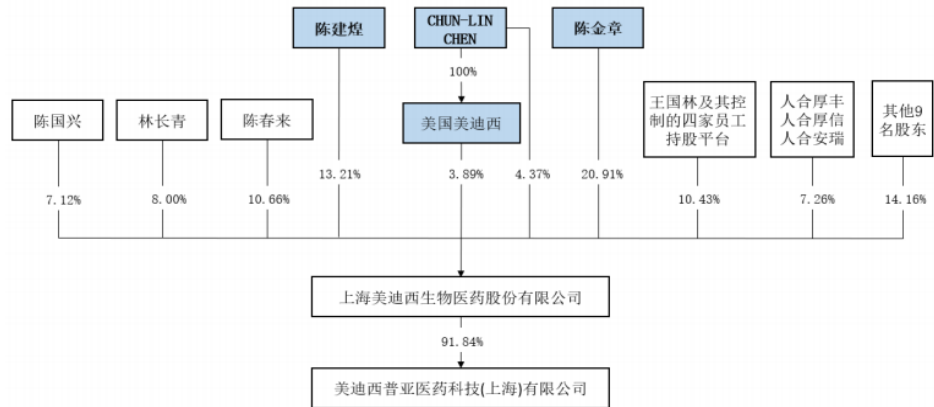 陈建煌
CHUN-LIN
CHEN
陈金章
100%
陈国兴
林长青
陈春来
美国美迪西
王国林及其控
制的四家员工
持股平台
人合厚丰
人合厚信
人合安瑞
其他9
名股东
13.21%
3.89%
4.37%
20.91%
7.12%
8.00%
10.66%
10.43%
7.26%
14.16%
上海美迪西生物医药股份有限公司
91.84%
美迪西普亚医药科技(上海)有限公司